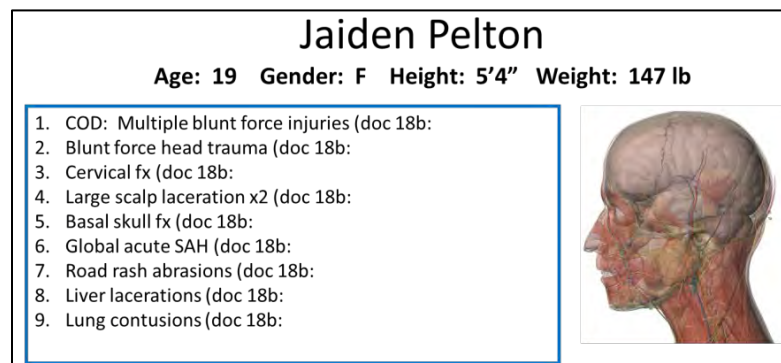 Jaiden Pelton
Age: 19 Gender: F Height: 5’4” Weight: 147 lb
1. COD: Multiple blunt force injuries (doc 18b:
2. Blunt force head trauma (doc 18b:
3. Cervical fx (doc 18b:
4. Large scalp laceration x2 (doc 18b:
5. Basal skull fx (doc 18b:
6. Global acute SAH (doc 18b:
7. Road rash abrasions (doc 18b:
8. Liver lacerations (doc 18b:
9. Lung contusions (doc 18b: